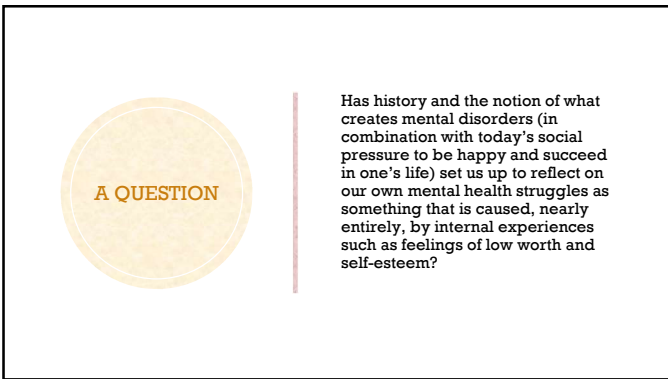 A QUESTION
Has history and the notion of what
creates mental disorders (in
combination with today's social
pressure to be happy and succeed
in one's life) set us up to reflect on
our own mental health struggles as
something that is caused, nearly
entirely, by internal experiences
such as feelings of low worth and
self-esteem?